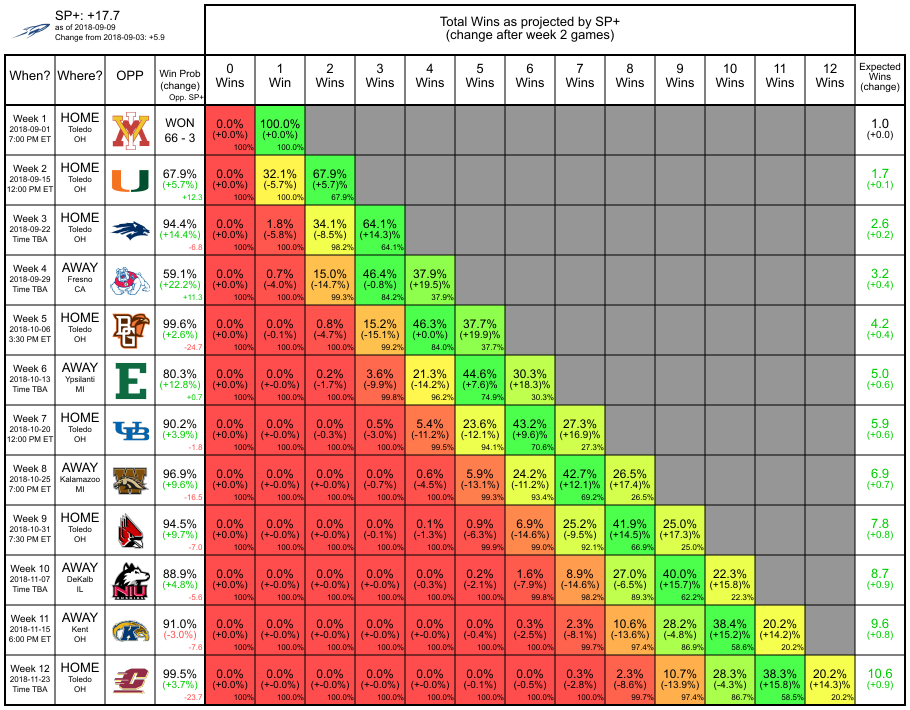 SP+: +17.7
as of 2018-09-09
Change from 2018-09-03: +5.9
Total Wins as projected by SP+
(change after week 2 games)
When? Where? OPP Win Prob (change) Opp. SP+ 0 Wins 1 Win 2 Wins 3 Wins 4 Wins 5 Wins 6 Wins 7 Wins 8 Wins 9 Wins 10 Wins 11 Wins 12 Wins Expected Wins (change)
Week 1 HOME WON 0.0% 100.0% 1.0
2018-09-01 Toledo 66 - 3 (+0.0%) (+0.0%) (+0.0)
7:00 PM ET OH 100% 100.0%
Week 2 HOME U 67.9% 0.0% 32.1% 67.9% 1.7
2018-09-15 Toledo (+5.7%) (+0.0%) (-5.7%) (+5.7)% (+0.1)
12:00 PM ET OH +12.3 100% 100.0% 67.9%
Week 3 HOME 94.4% 0.0% 1.8% 34.1% 64.1% 2.6
2018-09-22 Toledo (+14.4%) (+0.0%) (-5.8%) (-8.5%) (+14.3)% (+0.2)
Time TBA OH -6.8 100% 100.0% 98.2% 64.1%
Week 4 AWAY 59.1% 0.0% 0.7% 15.0% 46.4% 37.9% 3.2
2018-09-29 Fresno (+22.2%) (+0.0%) (-4.0%) (-14.7%) (-0.8%) (+19.5)% (+0.4)
Time TBA CA +11.3 100% 100.0% 99.3% 84.2% 37.9%
Week 5 HOME BG 99.6% 0.0% 0.0% 0.8% 15.2% 46.3% 37.7% 4.2
2018-10-06 Toledo (+2.6%) (+0.0%) (-0.1%) (-4.7%) (-15.1%) (+0.0)% (+19.9)% (+0.4)
3:30 PM ET OH -24.7 100% 100.0% 100.0% 99.2% 84.0% 37.7%
Week 6 AWAY E 80.3% 0.0% 0.0% 0.2% 3.6% 21.3% 44.6% 30.3% 5.0
2018-10-13 Ypsilanti (+12.8%) (+0.0%) (+-0.0%) (-1.7%) (-9.9%) (-14.2%) (+7.6)% (+18.3)% (+0.6)
Time TBA MI +0.7 100% 100.0% 100.0% 99.8% 96.2% 74.9% 30.3%
Week 7 HOME UB 90.2% 0.0% 0.0% 0.0% 0.5% 5.4% 23.6% 43.2% 27.3% 5.9
2018-10-20 Toledo (+3.9%) (+0.0%) (+-0.0%) (-0.3%) (-3.0%) (-11.2%) (-12.1%) (+9.6)% (+16.9)% (+0.6)
12:00 PM ET OH -1.8 100% 100.0% 100.0% 100.0% 99.5% 94.1% 70.6% 27.3%
Week 8 AWAY W 96.9% 0.0% 0.0% 0.0% 0.0% 0.6% 5.9% 24.2% 42.7% 26.5% 6.9
2018-10-25 Kalamazoo (+9.6%) (+0.0%) (+-0.0%) (+-0.0%) (-0.7%) (-4.5%) (-13.1%) (-11.2%) (+12.1)% (+17.4)% (+0.7)
7:00 PM ET MI -16.5 100% 100.0% 100.0% 100.0% 100.0% 99.3% 93.4% 69.2% 26.5%
Week 9 HOME 94.5% 0.0% 0.0% 0.0% 0.0% 0.1% 0.9% 6.9% 25.2% 41.9% 25.0% 7.8
2018-10-31 Toledo (+9.7%) (+0.0%) (+-0.0%) (+-0.0%) (-0.1%) (-1.3%) (-6.3%) (-14.6%) (-9.5%) (+14.5)% (+17.3)% (+0.8)
7:30 PM ET OH -7.0 100% 100.0% 100.0% 100.0% 100.0% 99.9% 99.0% 92.1% 66.9% 25.0%
Week 10 AWAY NIU 88.9% 0.0% 0.0% 0.0% 0.0% 0.0% 0.2% 1.6% 8.9% 27.0% 40.0% 22.3% 8.7
2018-11-07 DeKalb (+4.8%) (+0.0%) (+-0.0%) (+-0.0%) (+-0.0%) (-0.3%) (-2.1%) (-7.9%) (-14.6%) (-6.5%) (+15.7)% (+15.8)% (+0.9)
Time TBA IL -5.6 100% 100.0% 100.0% 100.0% 100.0% 100.0% 99.8% 98.2% 89.3% 62.2% 22.3%
Week 11 AWAY K 91.0% 0.0% 0.0% 0.0% 0.0% 0.0% 0.0% 0.3% 2.3% 10.6% 28.2% 38.4% 20.2% 9.6
2018-11-15 Kent (-3.0%) (+0.0%) (+-0.0%) (+-0.0%) (+-0.0%) (+-0.0%) (-0.4%) (-2.5%) (-8.1%) (-13.6%) (-4.8%) (+15.2)% (+14.2)% (+0.8)
6:00 PM ET OH -7.6 100% 100.0% 100.0% 100.0% 100.0% 100.0% 100.0% 99.7% 97.4% 86.9% 58.6% 20.2%
Week 12 HOME C 99.5% 0.0% 0.0% 0.0% 0.0% 0.0% 0.0% 0.0% 0.3% 2.3% 10.7% 28.3% 38.3% 20.2% 10.6
2018-11-23 Toledo (+3.7%) (+0.0%) (+-0.0%) (+-0.0%) (+-0.0%) (+-0.0%) (-0.1%) (-0.5%) (-2.8%) (-8.6%) (-13.9%) (-4.3%) (+15.8)% (+14.3)% (+0.9)
Time TBA OH -23.7 100% 100.0% 100.0% 100.0% 100.0% 100.0% 100.0% 100.0% 99.7% 97.4% 86.7% 58.5% 20.2%